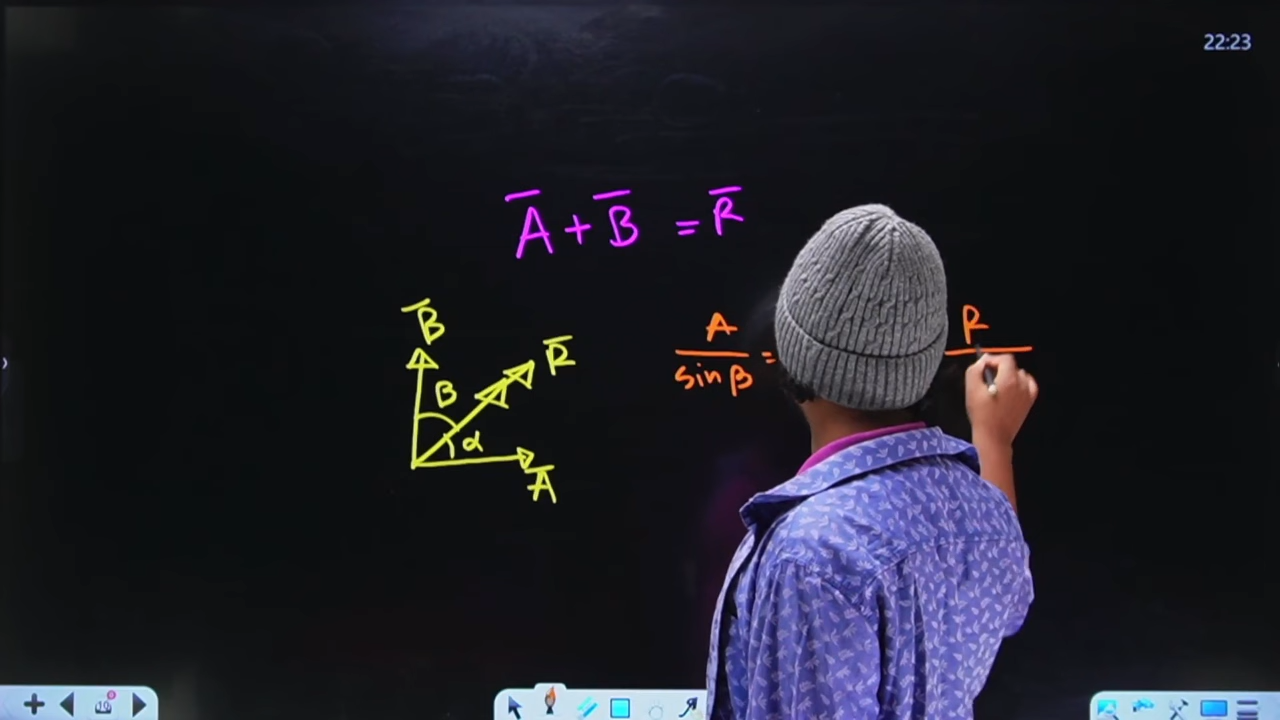 22:23
A̅ + B̅ = R̅
B̅
R̅
β
α
A̅
A R
sin β =